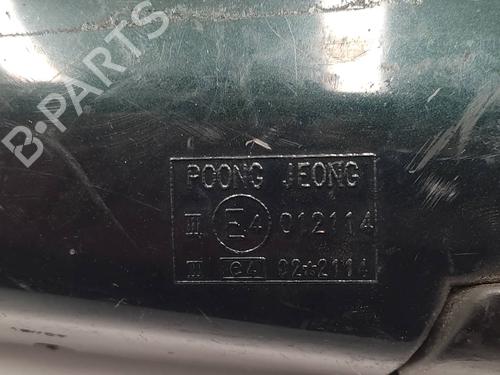 B-PARTS
POONG JEONG
III E4 012114
III e4 02*2114